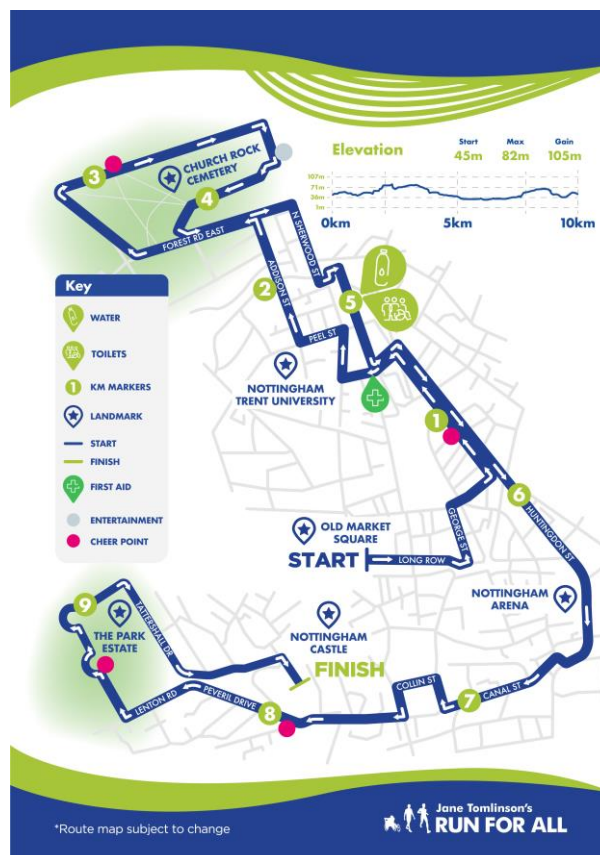 Elevation
Start
45m
Max
82m
Gain
105m
107m
71m
36m
1m
0km
5km
10km
3
CHURCH ROCK
CEMETERY
4
FOREST RD EAST
N SHERWOOD ST
ADDISON ST
2
5
PEEL ST
NOTTINGHAM
TRENT UNIVERSITY
1
6
HUNTINGDON ST
GEORGE ST
OLD MARKET
SQUARE
START
LONG ROW
NOTTINGHAM
ARENA
Key
WATER
TOILETS
1
KM MARKERS
LANDMARK
START
FINISH
FIRST AID
ENTERTAINMENT
CHEER POINT
9
THE PARK
ESTATE
TATTERSHALL DR
NOTTINGHAM
CASTLE
FINISH
LENTON RD
PEVERIL DRIVE
8
COLLIN ST
7
CANAL ST
*Route map subject to change
Jane Tomlinson's
RUN FOR ALL